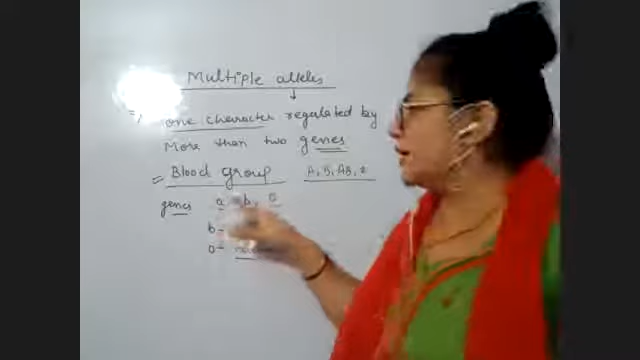 Multiple alleles
↓
=> one character regulated by
More than two genes
= Blood group A, B, AB, O
genes a b, o
b-
o-